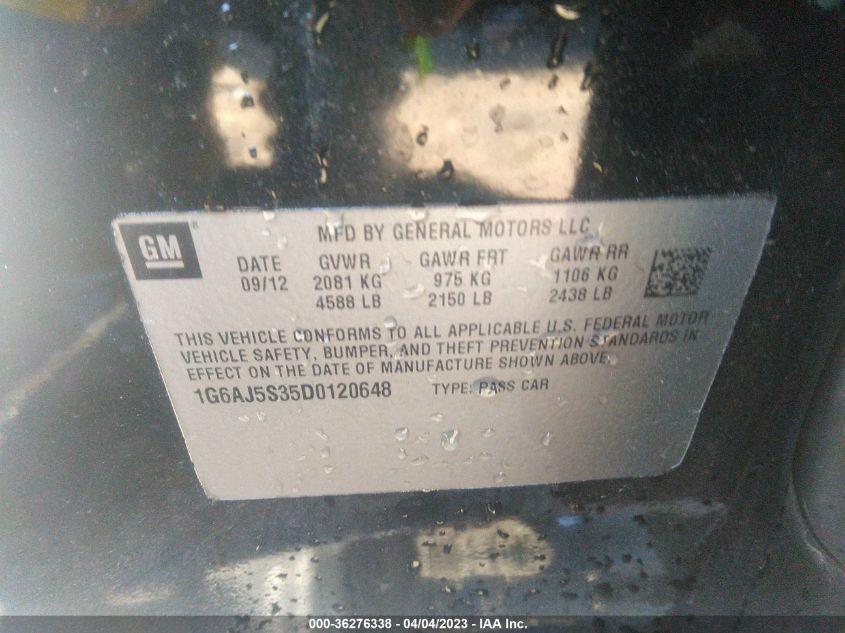 GM
®
MFD BY GENERAL MOTORS LLC
DATE GVWR GAWR FRT GAWR RR
09/12 2081 KG 975 KG 1106 KG
4588 LB 2150 LB 2438 LB
THIS VEHICLE CONFORMS TO ALL APPLICABLE U.S. FEDERAL MOTOR
VEHICLE SAFETY, BUMPER, AND THEFT PREVENTION STANDARDS IN
EFFECT ON THE DATE OF MANUFACTURE SHOWN ABOVE.
1G6AJ5S35D0120648 TYPE: PASS CAR
000-36276338 - 04/04/2023 - IAA Inc.